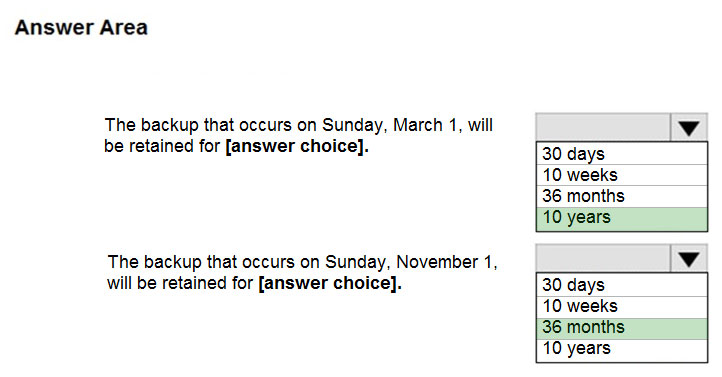 Answer Area
The backup that occurs on Sunday, March 1, will
be retained for [answer choice].
30 days
10 weeks
36 months
10 years
The backup that occurs on Sunday, November 1,
will be retained for [answer choice].
30 days
10 weeks
36 months
10 years